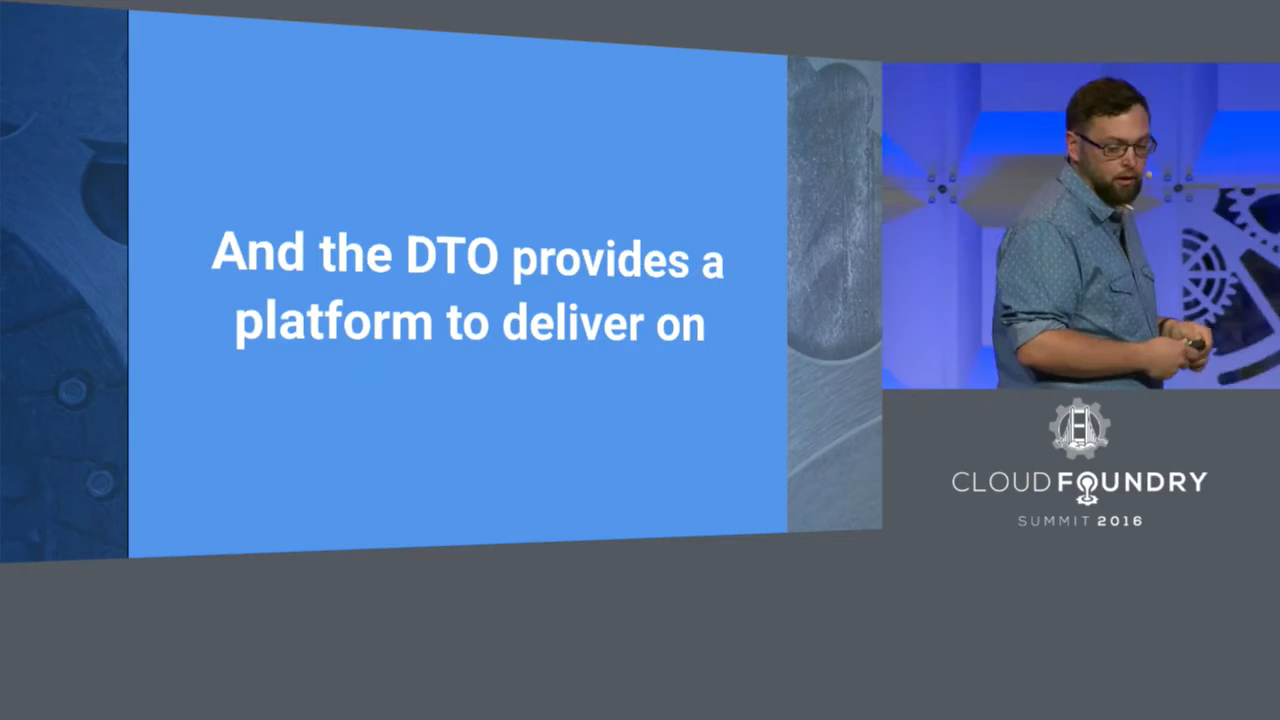 And the DTO provides a
platform to deliver on
CLOUD FOUNDRY
SUMMIT 2016